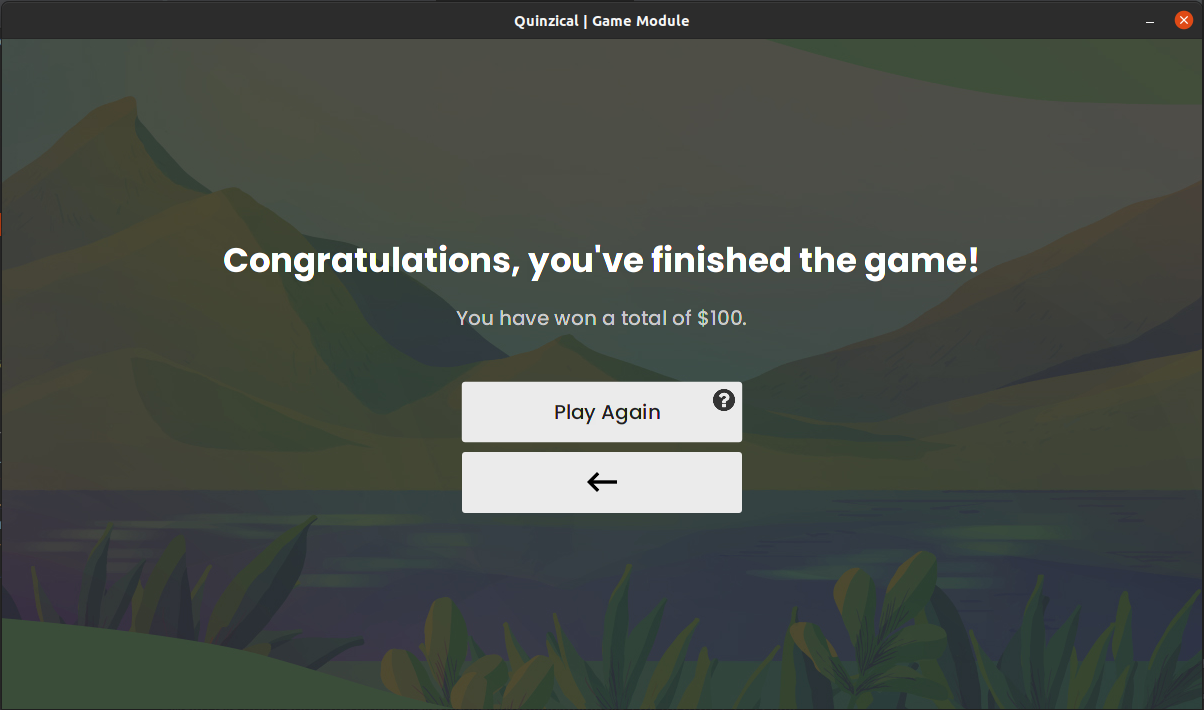 Quinzical | Game Module
Congratulations, you've finished the game!
You have won a total of $100.
Play Again
?